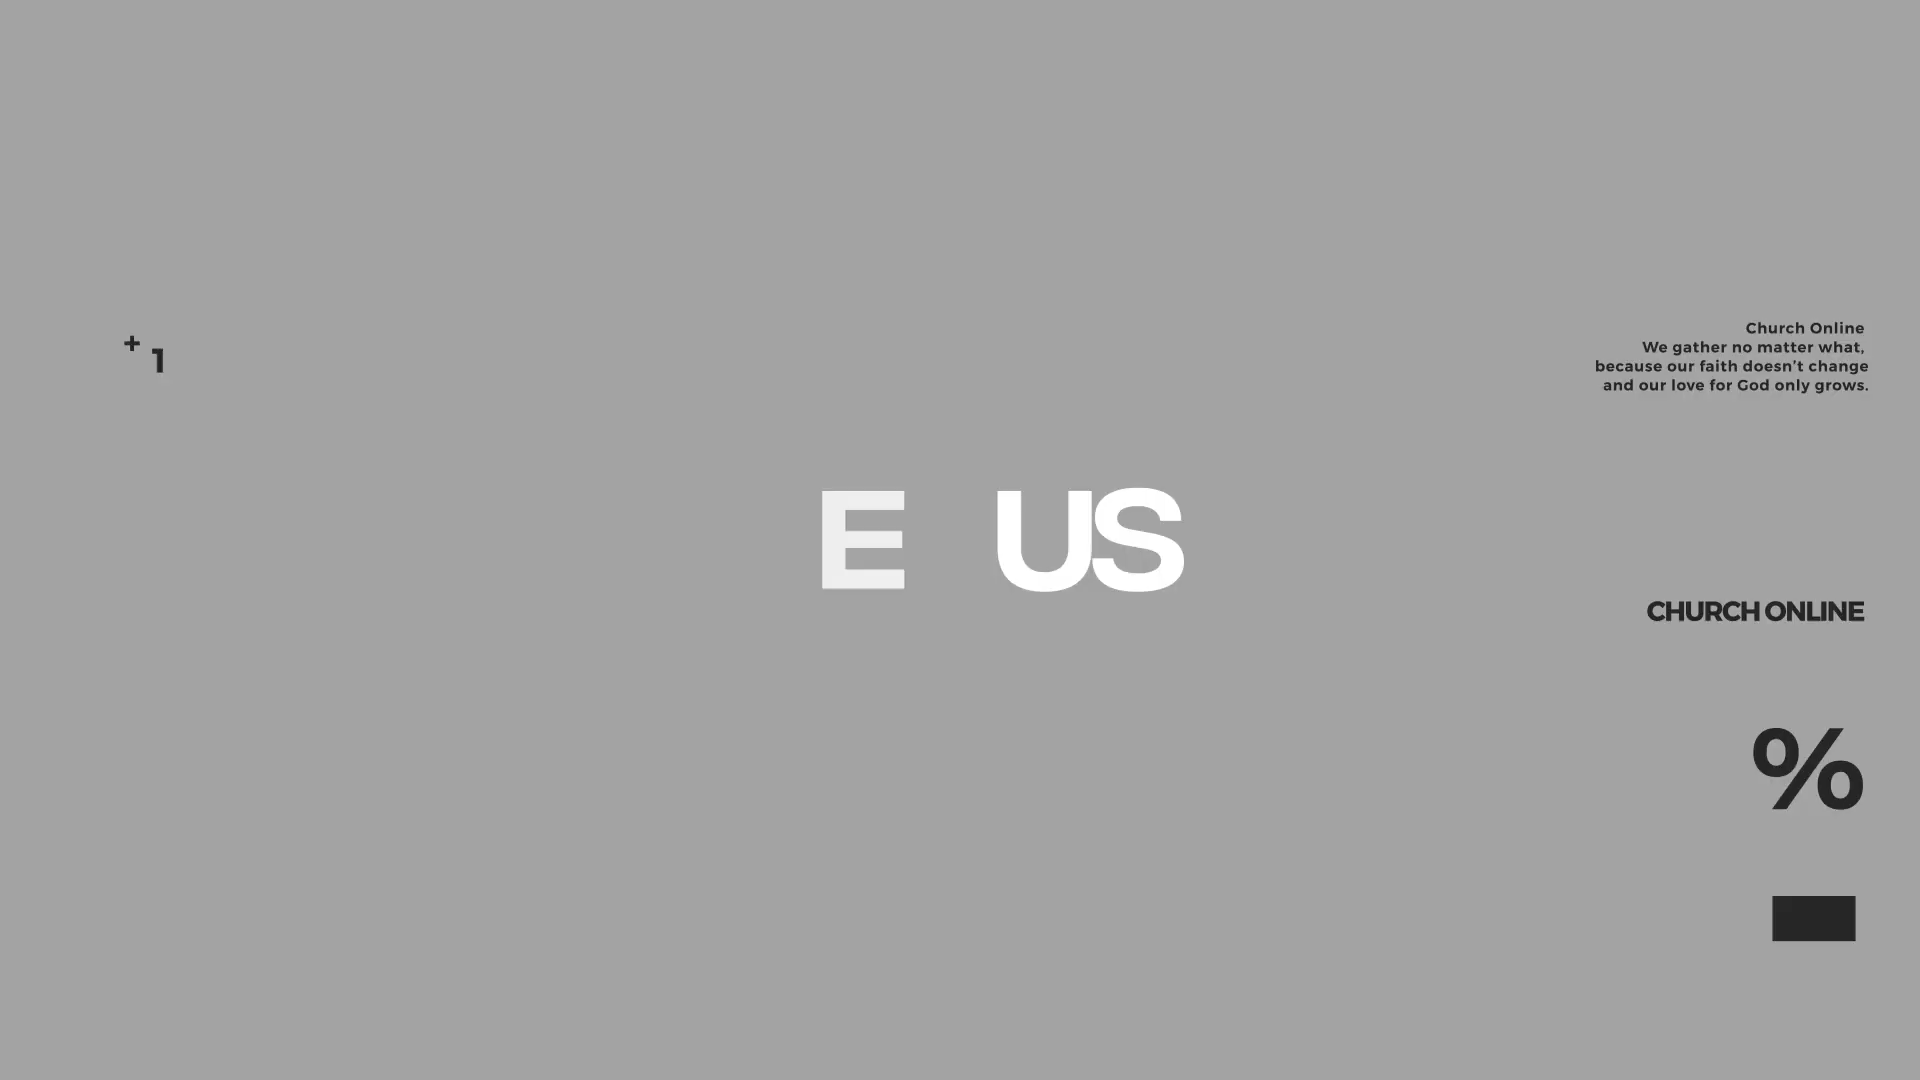 +1
Church Online
We gather no matter what,
because our faith doesn't change
and our love for God only grows.
E US
CHURCH ONLINE
%